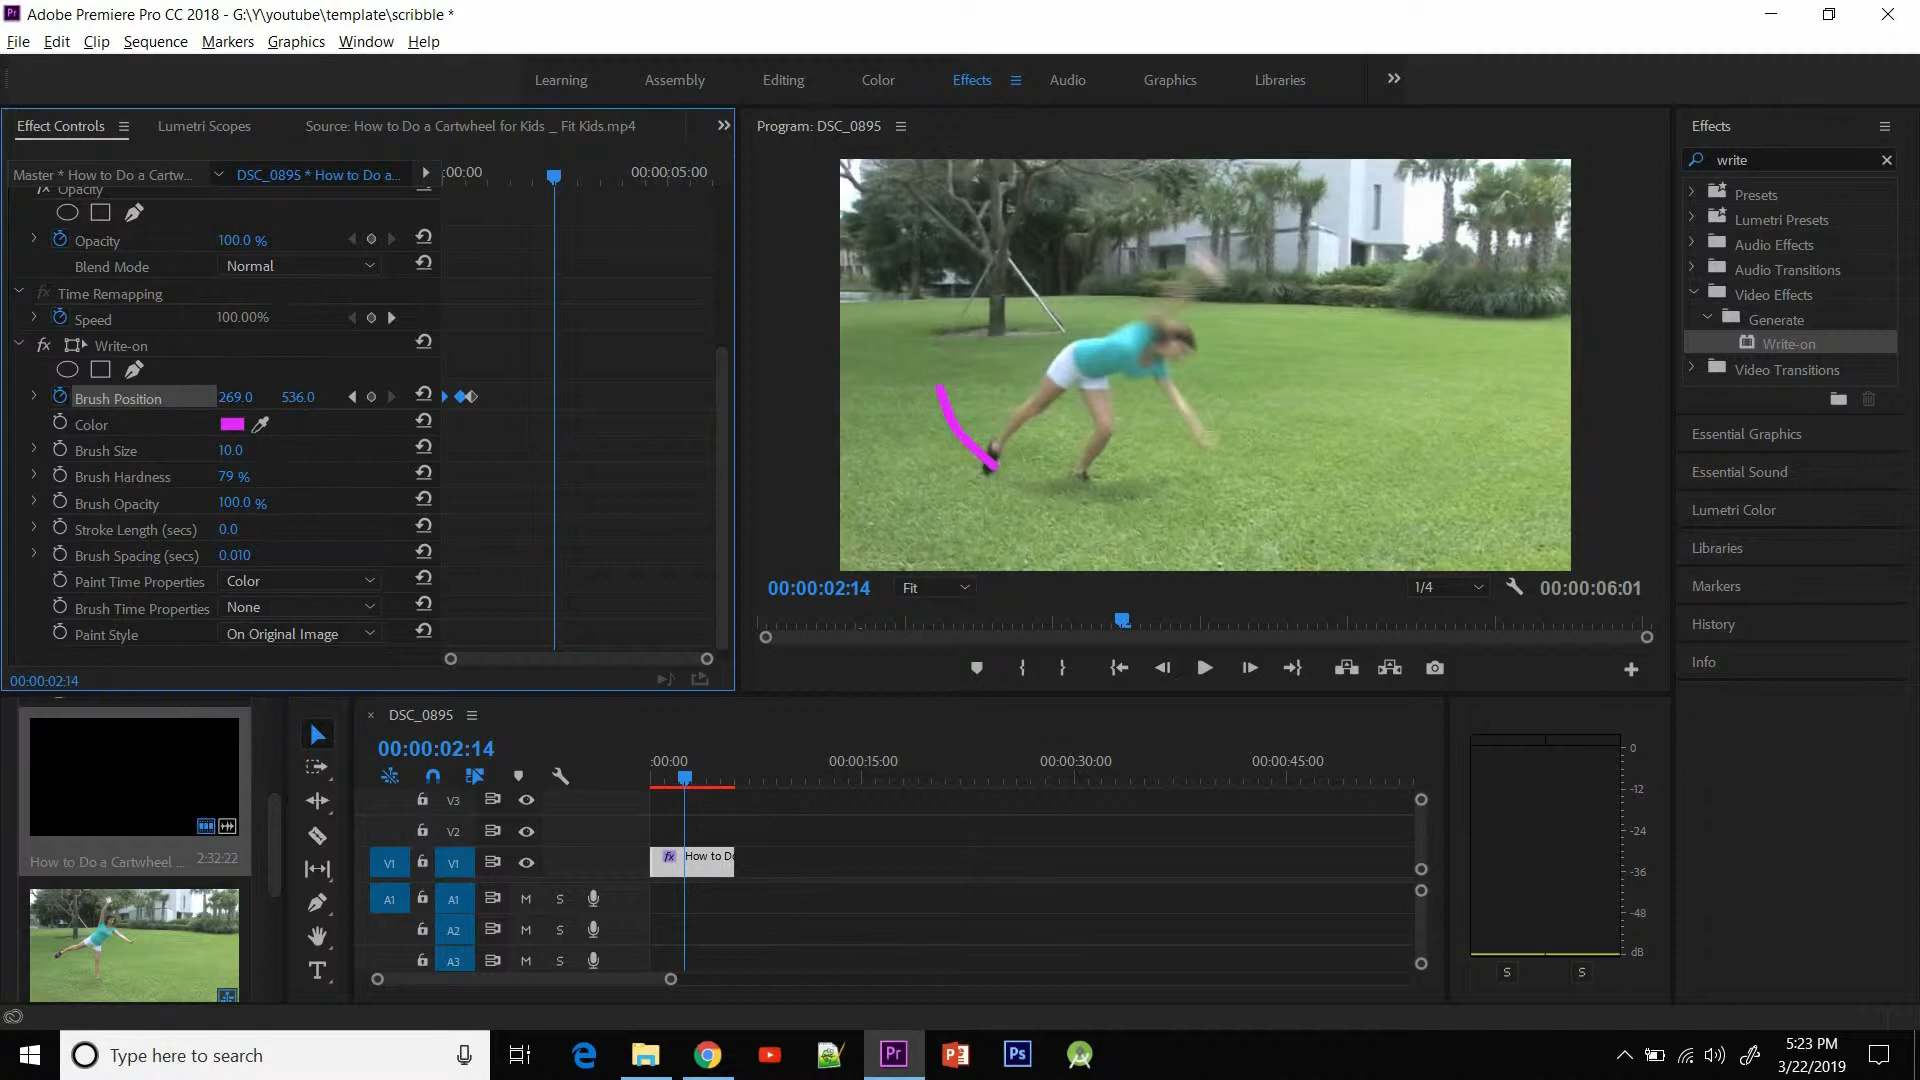 Adobe Premiere Pro CC 2018 - G:\Y\youtube\template\scribble *
File Edit Clip Sequence Markers Graphics Window Help
Learning Assembly Editing Color Effects Audio Graphics Libraries
Effect Controls Lumetri Scopes Source: How to Do a Cartwheel for Kids _ Fit Kids.mp4
Master * How to Do a Cartw... DSC_0895 * How to Do a... :00:00 00:00:05:00
fx Opacity
Opacity 100.0 %
Blend Mode Normal
fx Time Remapping
Speed 100.00%
fx Write-on
Brush Position 269.0 536.0
Color
Brush Size 10.0
Brush Hardness 79 %
Brush Opacity 100.0 %
Stroke Length (secs) 0.0
Brush Spacing (secs) 0.010
Paint Time Properties Color
Brush Time Properties None
Paint Style On Original Image
00:00:02:14
Program: DSC_0895
00:00:02:14 Fit 1/4 00:00:06:01
Effects
write
Presets
Lumetri Presets
Audio Effects
Audio Transitions
Video Effects
Generate
Write-on
Video Transitions
Essential Graphics
Essential Sound
Lumetri Color
Libraries
Markers
History
Info
How to Do a Cartwheel ... 2:32:22
× DSC_0895
00:00:02:14
:00:00 00:00:15:00 00:00:30:00 00:00:45:00
V3
V2
V1 V1 fx How to Do
A1 A1 M S
A2 M S
A3 M S
0
-12
-24
-36
-48
dB
S S
Type here to search
5:23 PM
3/22/2019